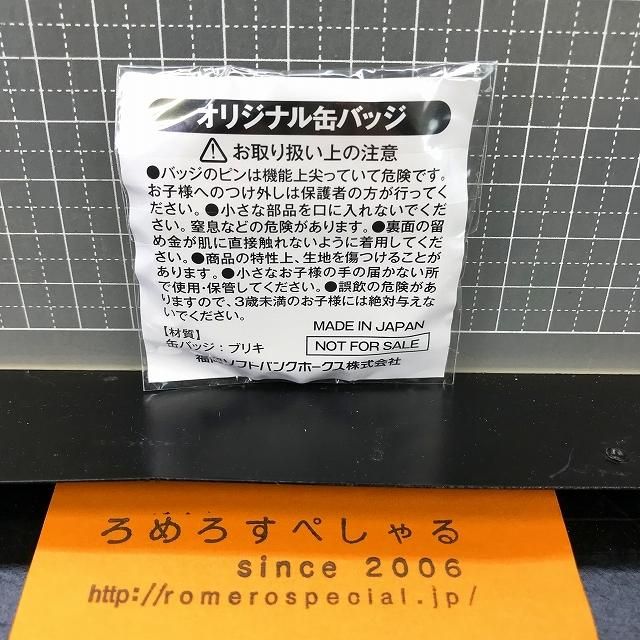 オリジナル缶バッジ
お取り扱い上の注意
●バッジのピンは機能上尖っていて危険です。
お子様へのつけ外しは保護者の方が行ってく
ださい。●小さな部品を口に入れないでくだ
さい。窒息などの危険があります。●裏面の留
め金が肌に直接触れないように着用してくだ
さい。●商品の特性上、生地を傷つけることが
あります。●小さなお子様の手の届かない所
で使用・保管してください。●誤飲の危険があ
りますので、3歳未満のお子様には絶対与えな
いでください。
【材質】
缶バッジ:ブリキ
MADE IN JAPAN
NOT FOR SALE
福岡ソフトバンクホークス株式会社
ろめろすぺしゃる
since 2006
http://romerospecial.jp/